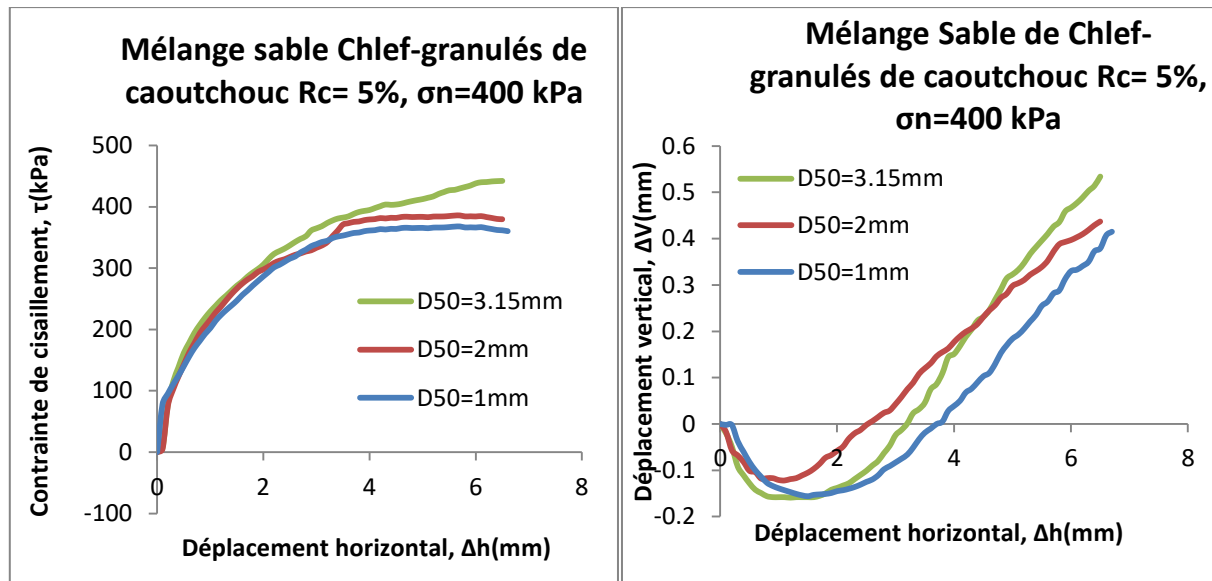 Mélange sable Chlef-granulés de
caoutchouc Rc= 5%, σn=400 kPa
Contrainte de cisaillement, τ(kPa)
500
400
300
200
100
0
-100
0
2
4
6
8
D50=3.15mm
D50=2mm
D50=1mm
Déplacement horizontal, Δh(mm)
Mélange Sable de Chlef-
granulés de caoutchouc Rc= 5%,
σn=400 kPa
Déplacement vertical, ΔV(mm)
0.6
0.5
0.4
0.3
0.2
0.1
0
-0.1
-0.2
0
2
4
6
8
D50=3.15mm
D50=2mm
D50=1mm
Déplacement horizontal, Δh(mm)